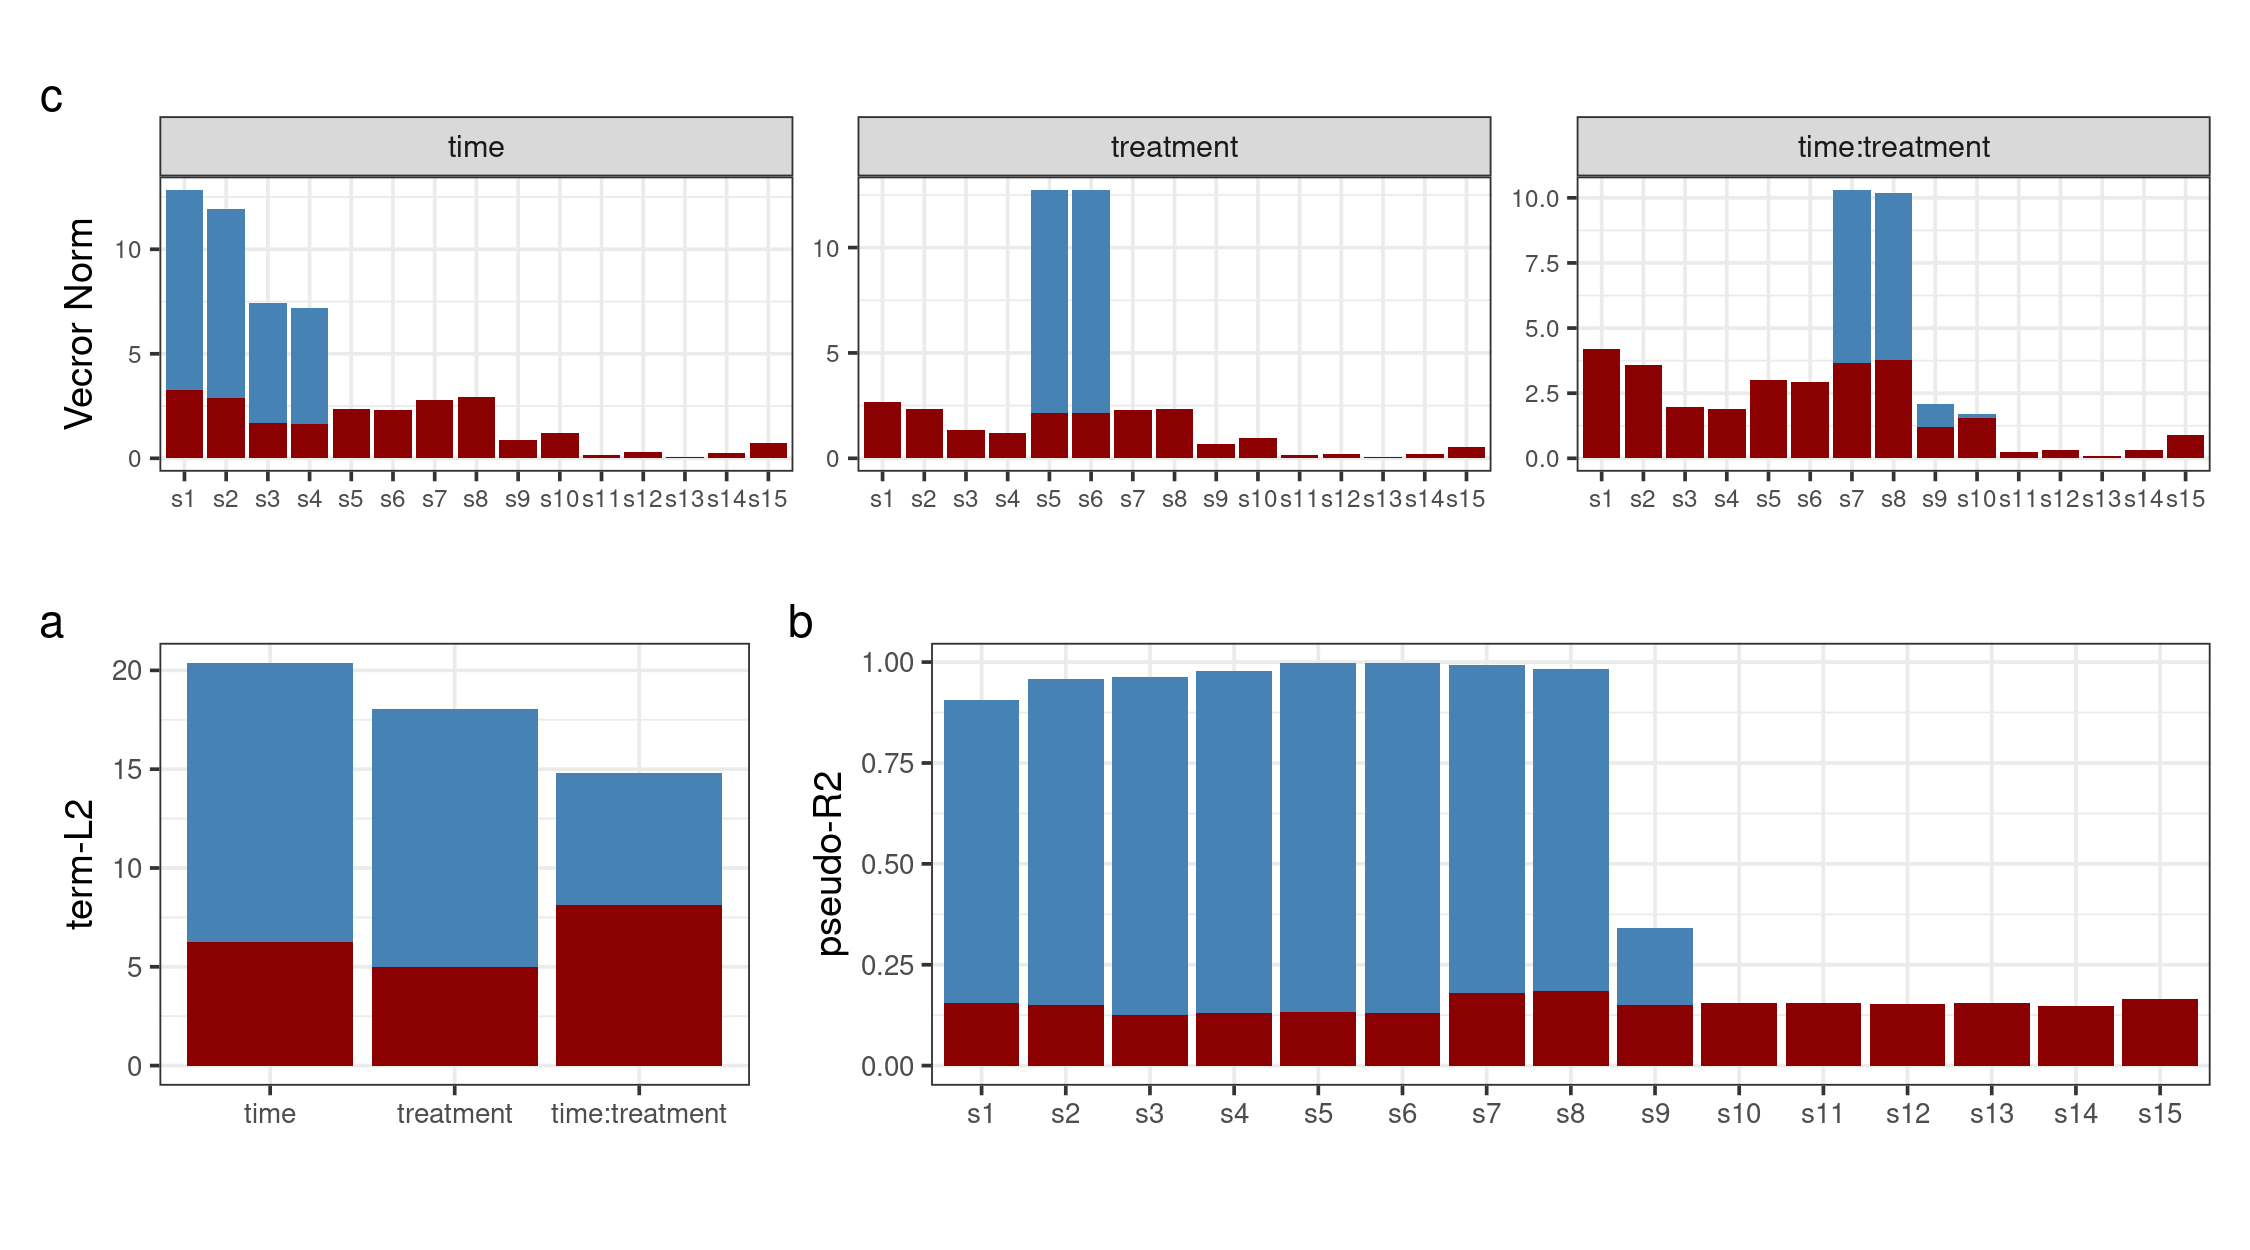 c
time
treatment
time:treatment
Vecror Norm
10
5
0
s1 s2 s3 s4 s5 s6 s7 s8 s9 s10 s11 s12 s13 s14 s15
10
5
0
s1 s2 s3 s4 s5 s6 s7 s8 s9 s10 s11 s12 s13 s14 s15
10.0
7.5
5.0
2.5
0.0
s1 s2 s3 s4 s5 s6 s7 s8 s9 s10 s11 s12 s13 s14 s15
a
term-L2
20
15
10
5
0
time treatment time:treatment
b
pseudo-R2
1.00
0.75
0.50
0.25
0.00
s1 s2 s3 s4 s5 s6 s7 s8 s9 s10 s11 s12 s13 s14 s15